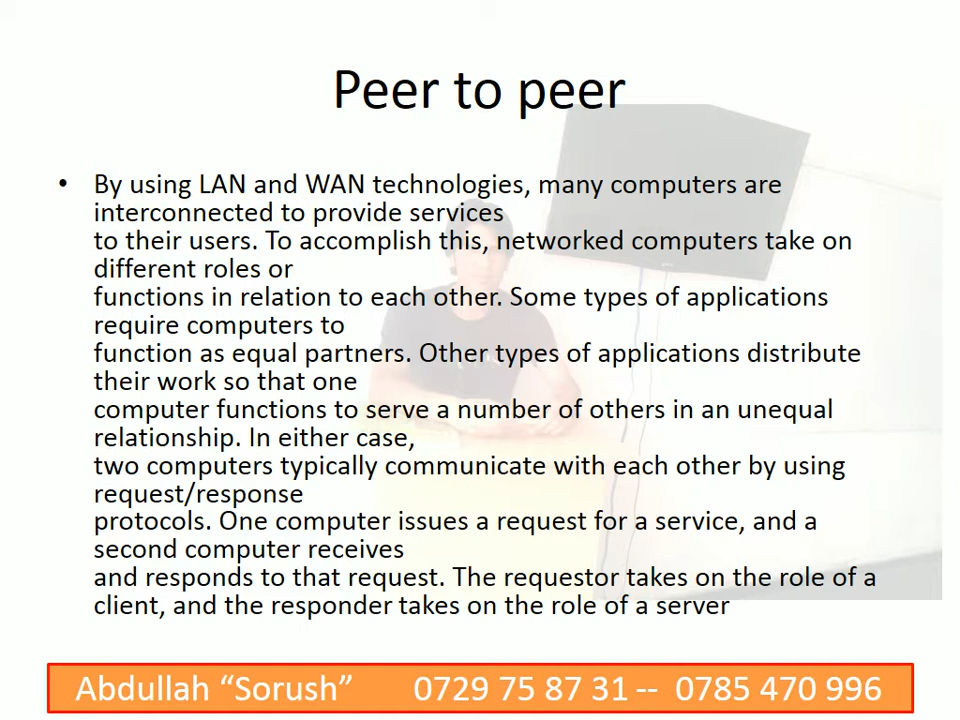 Peer to peer
• By using LAN and WAN technologies, many computers are
interconnected to provide services
to their users. To accomplish this, networked computers take on
different roles or
functions in relation to each other. Some types of applications
require computers to
function as equal partners. Other types of applications distribute
their work so that one
computer functions to serve a number of others in an unequal
relationship. In either case,
two computers typically communicate with each other by using
request/response
protocols. One computer issues a request for a service, and a
second computer receives
and responds to that request. The requestor takes on the role of a
client, and the responder takes on the role of a server
Abdullah “Sorush” 0729 75 87 31 -- 0785 470 996